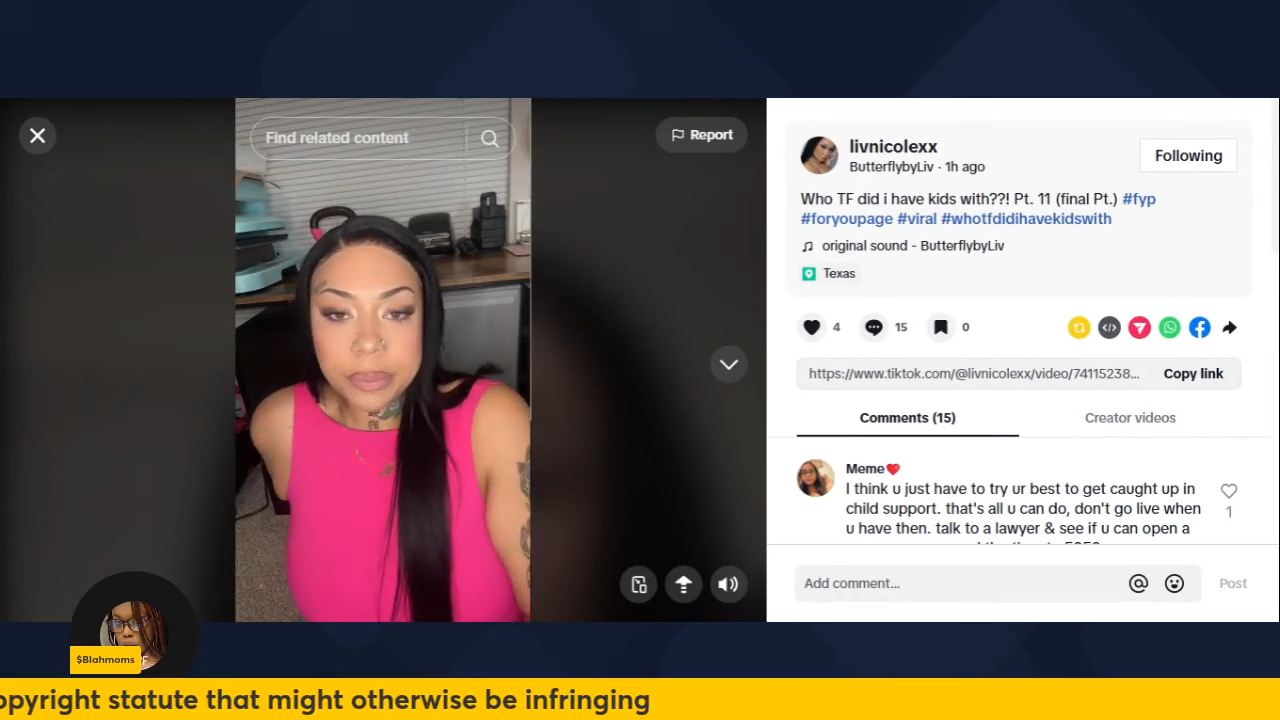 Find related content
Report
livnicolexx
ButterflybyLiv · 1h ago
Following
Who TF did i have kids with??! Pt. 11 (final Pt.) #fyp
#foryoupage #viral #whotfdidihavekidswith
original sound - ButterflybyLiv
Texas
4
15
0
https://www.tiktok.com/@livnicolexx/video/74115238...
Copy link
Comments (15)
Creator videos
Meme❤️
I think u just have to try ur best to get caught up in
child support. that's all u can do, don't go live when
u have then. talk to a lawyer & see if u can open a
1
Add comment...
Post
$Blahmoms
opyright statute that might otherwise be infringing